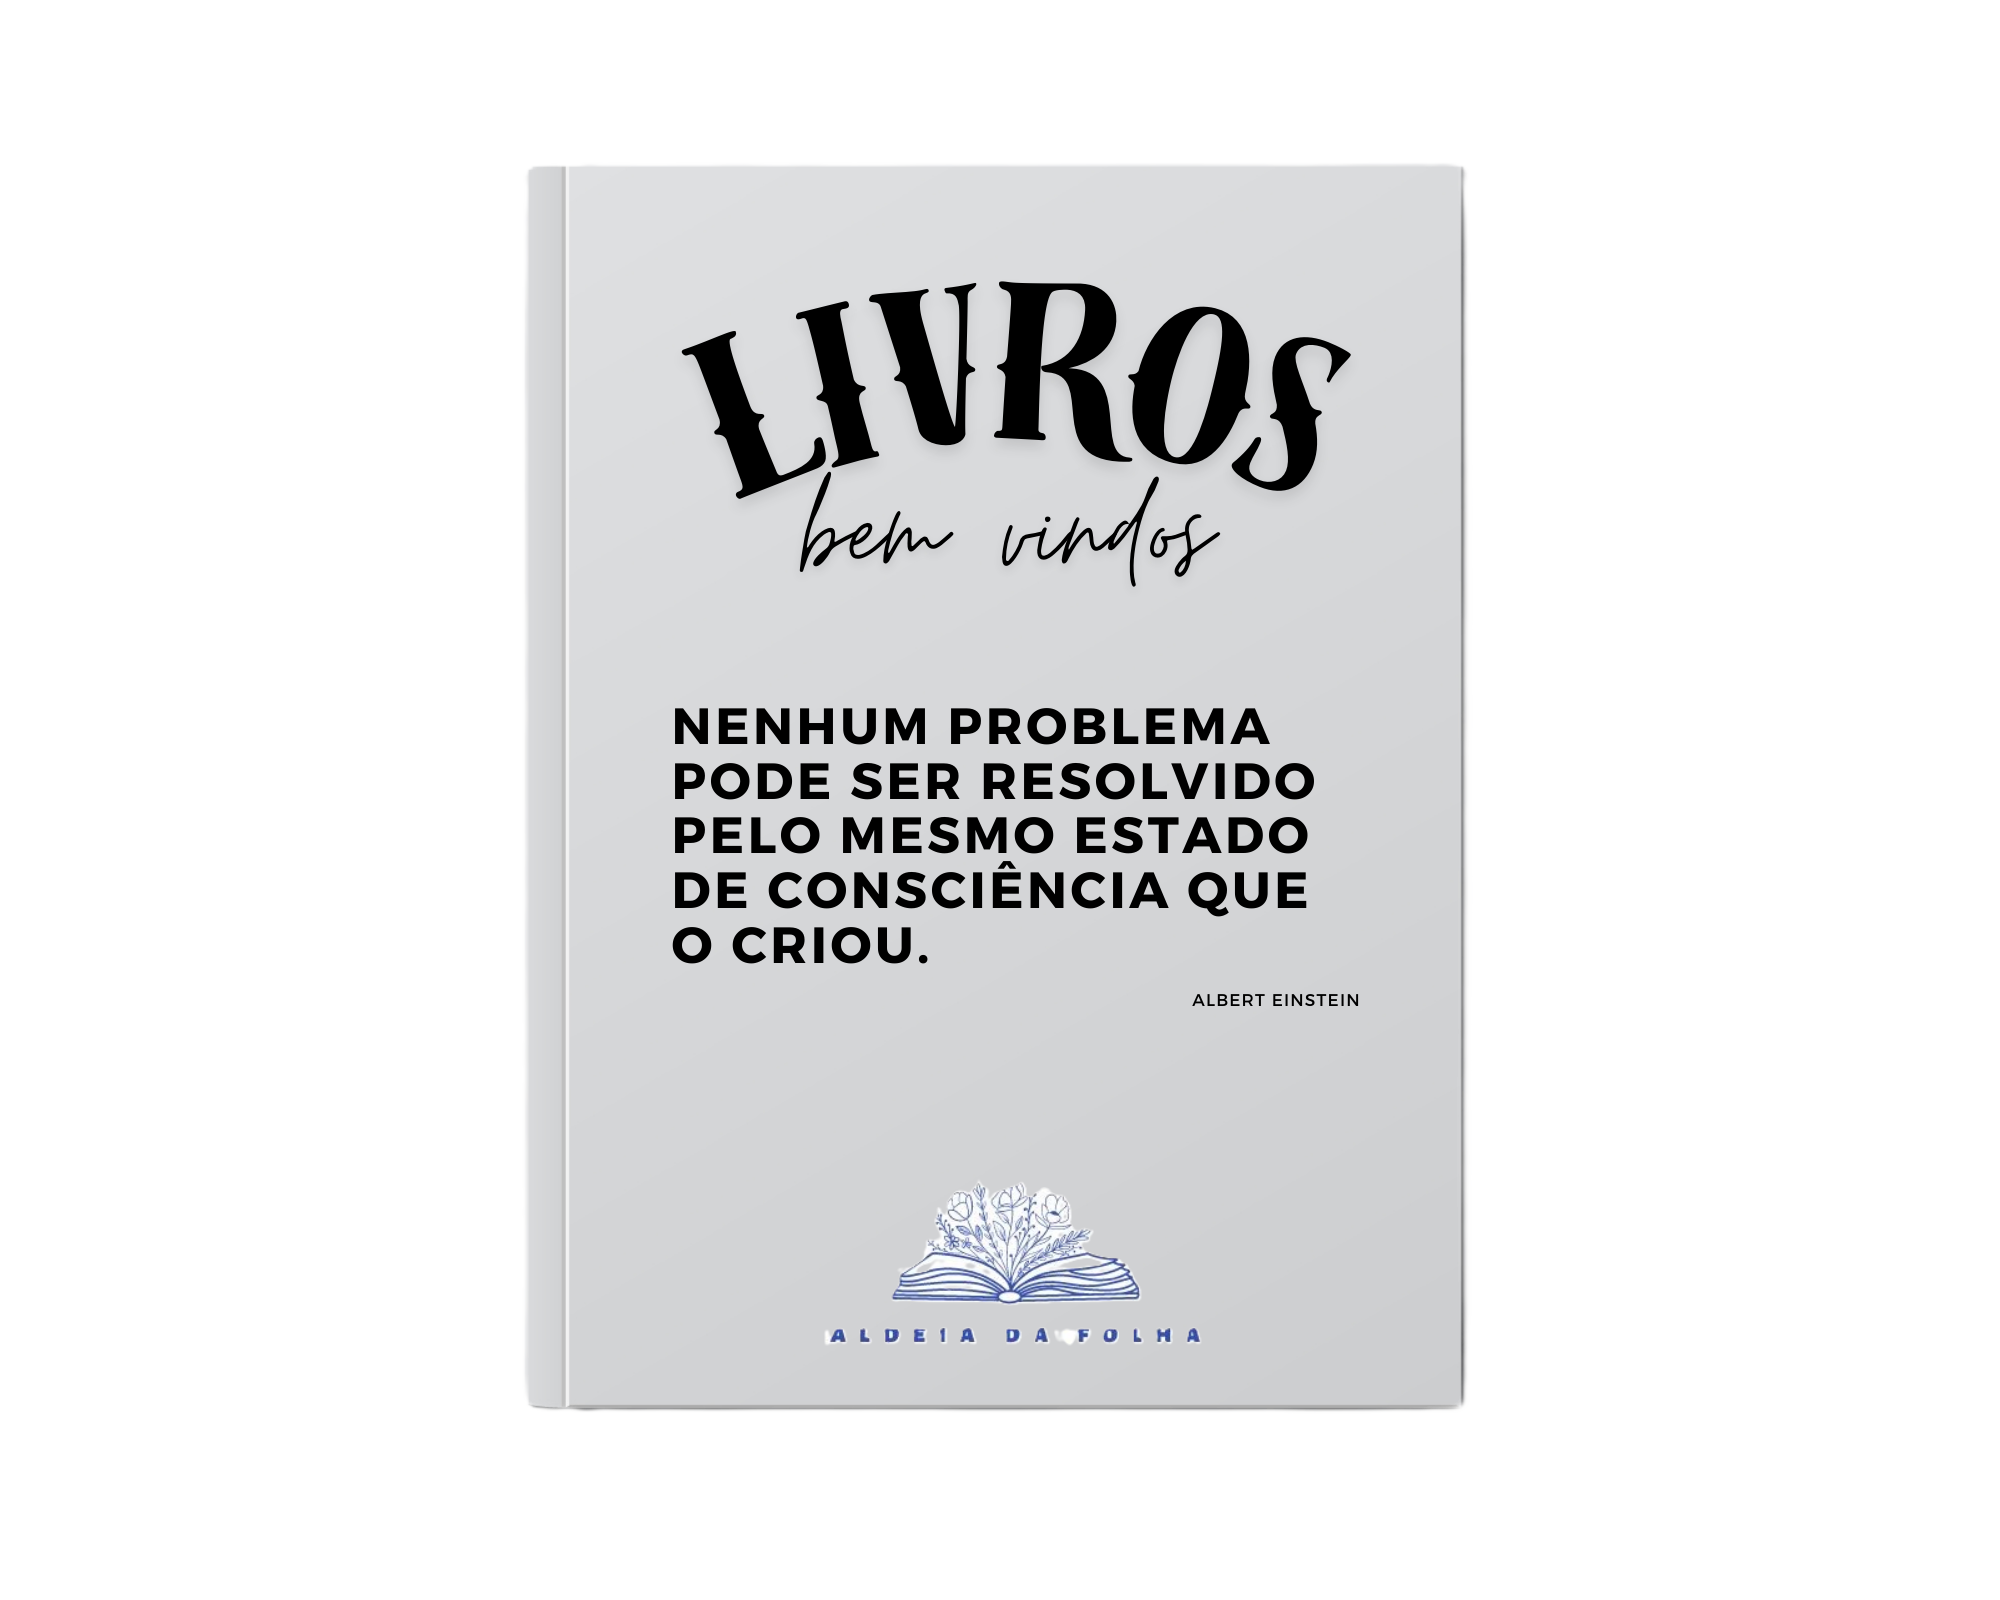 LIVROS
bem vindos
NENHUM PROBLEMA
PODE SER RESOLVIDO
PELO MESMO ESTADO
DE CONSCIÊNCIA QUE
O CRIOU.
ALBERT EINSTEIN
ALDEIA DA FOLHA